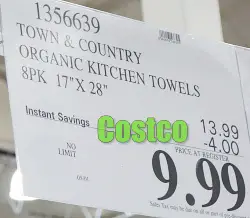 1356639
TOWN & COUNTRY
ORGANIC KITCHEN TOWELS
8PK 17"X 28"
Instant Savings
Costco
13.99
-4.00
NO
LIMIT
PRICE AT REGISTER
9.99